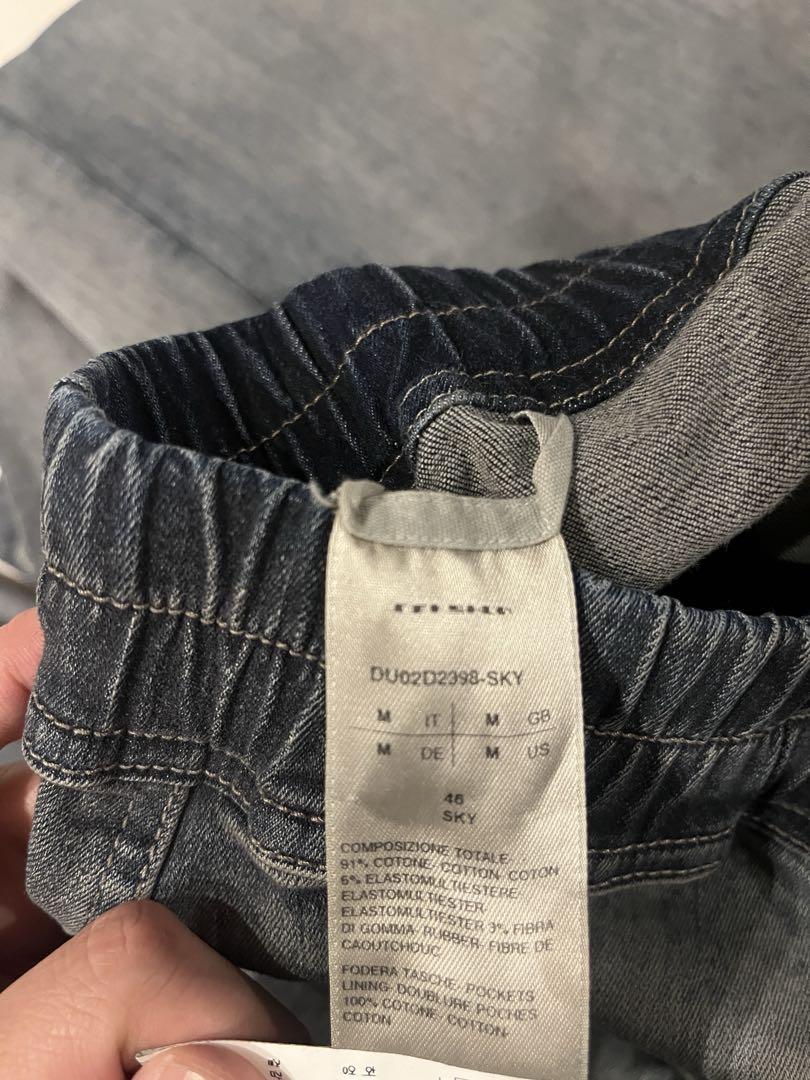 DU02D2398-SKY
M IT M GB
M DE M US
46
SKY
COMPOSIZIONE TOTALE
91% COTONE- COTTON, COTON
6% ELASTOMULTIESTERE
ELASTOMULTIESTER
ELASTOMULTIESTER 3% FIBRA
DI GOMMA- RUBBER- FIBRE DE
CAOUTCHOUC
FODERA TASCHE- POCKETS
LINING- DOUBLURE POCHES
100% COTONE, COTTON-
COTON